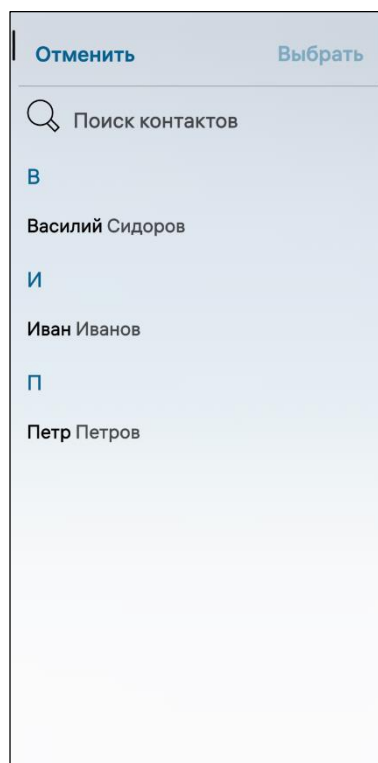 Отменить Выбрать
Поиск контактов
В
Василий Сидоров
И
Иван Иванов
П
Петр Петров